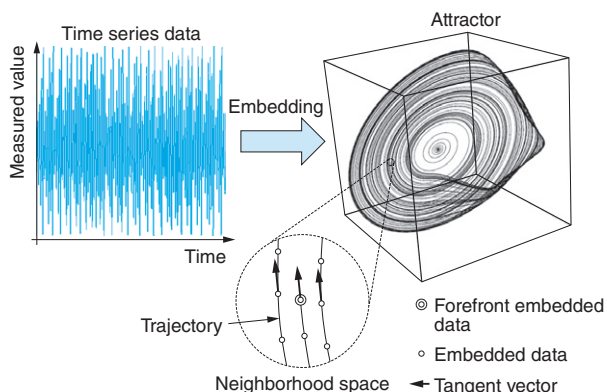 Attractor
Time series data
Measured value
Embedding
Time
Trajectory
Neighborhood space
Forefront embedded
data
Embedded data
Tangent vector